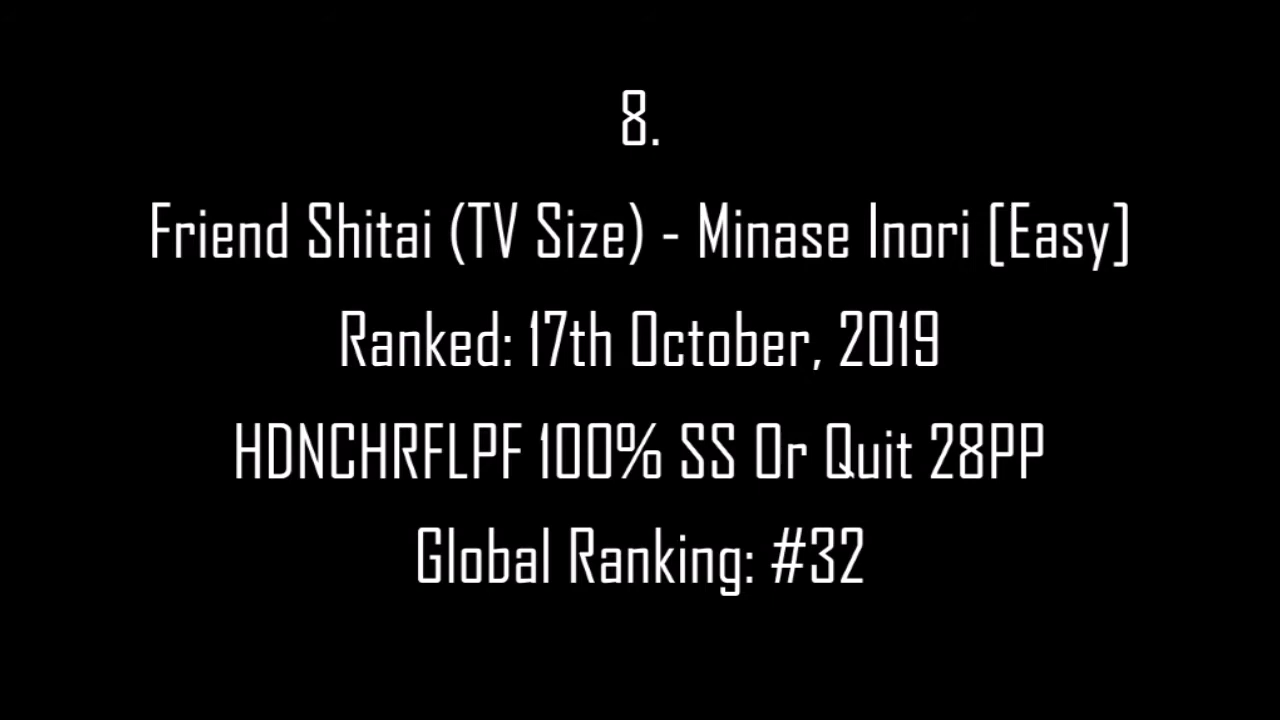 8.
Friend Shitai (TV Size) - Minase Inori [Easy]
Ranked: 17th October, 2019
HDNCHRFLPF 100% SS Or Quit 28PP
Global Ranking: #32